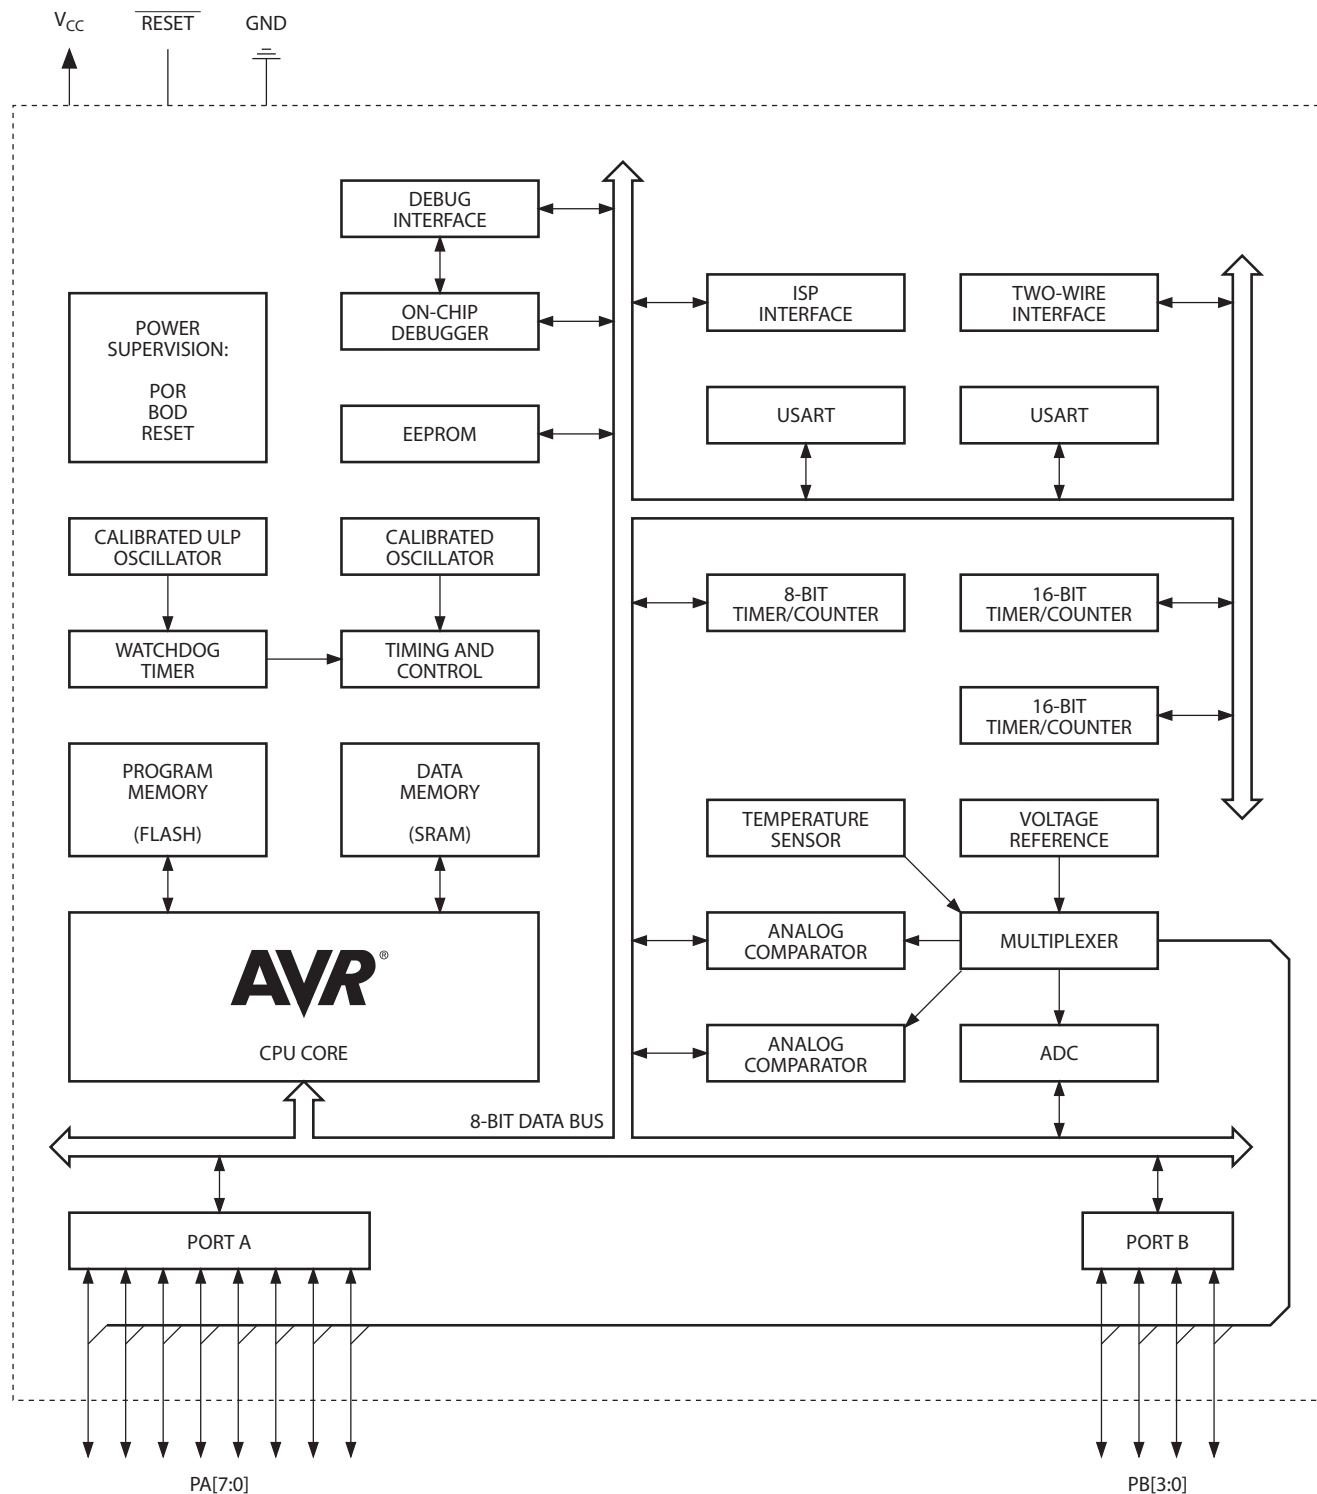 VCC
RESET
GND
DEBUG
INTERFACE
ON-CHIP
DEBUGGER
ISP
INTERFACE
TWO-WIRE
INTERFACE
POWER
SUPERVISION:
POR
BOD
RESET
EEPROM
USART
USART
CALIBRATED ULP
OSCILLATOR
CALIBRATED
OSCILLATOR
8-BIT
TIMER/COUNTER
16-BIT
TIMER/COUNTER
WATCHDOG
TIMER
TIMING AND
CONTROL
16-BIT
TIMER/COUNTER
PROGRAM
MEMORY
(FLASH)
DATA
MEMORY
(SRAM)
TEMPERATURE
SENSOR
VOLTAGE
REFERENCE
ANALOG
COMPARATOR
MULTIPLEXER
AVR®
CPU CORE
ANALOG
COMPARATOR
ADC
8-BIT DATA BUS
PORT A
PORT B
PA[7:0]
PB[3:0]